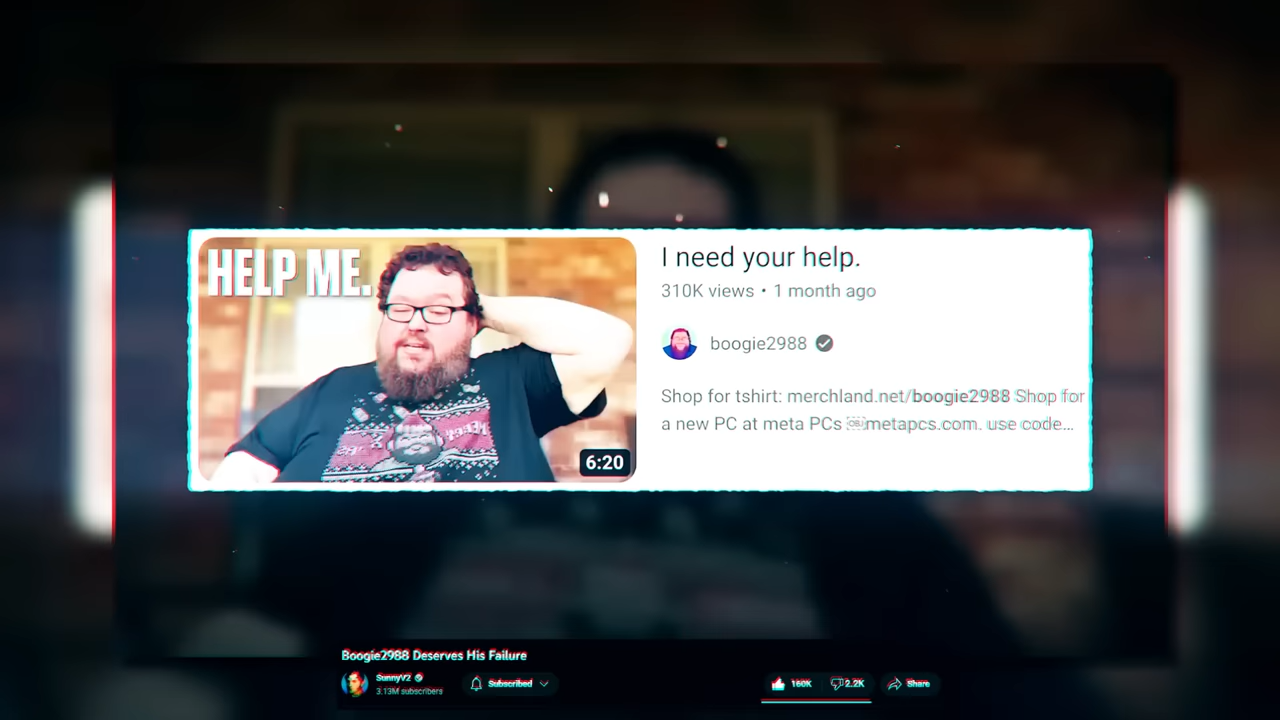 HELP ME.
6:20
I need your help.
310K views • 1 month ago
boogie2988
Shop for tshirt: merchland.net/boogie2988 Shop for
a new PC at meta PCs ￼metapcs.com. use code...
Boogie2988 Deserves His Failure
SunnyV2
3.13M subscribers
Subscribed
160K
2.2K
Share